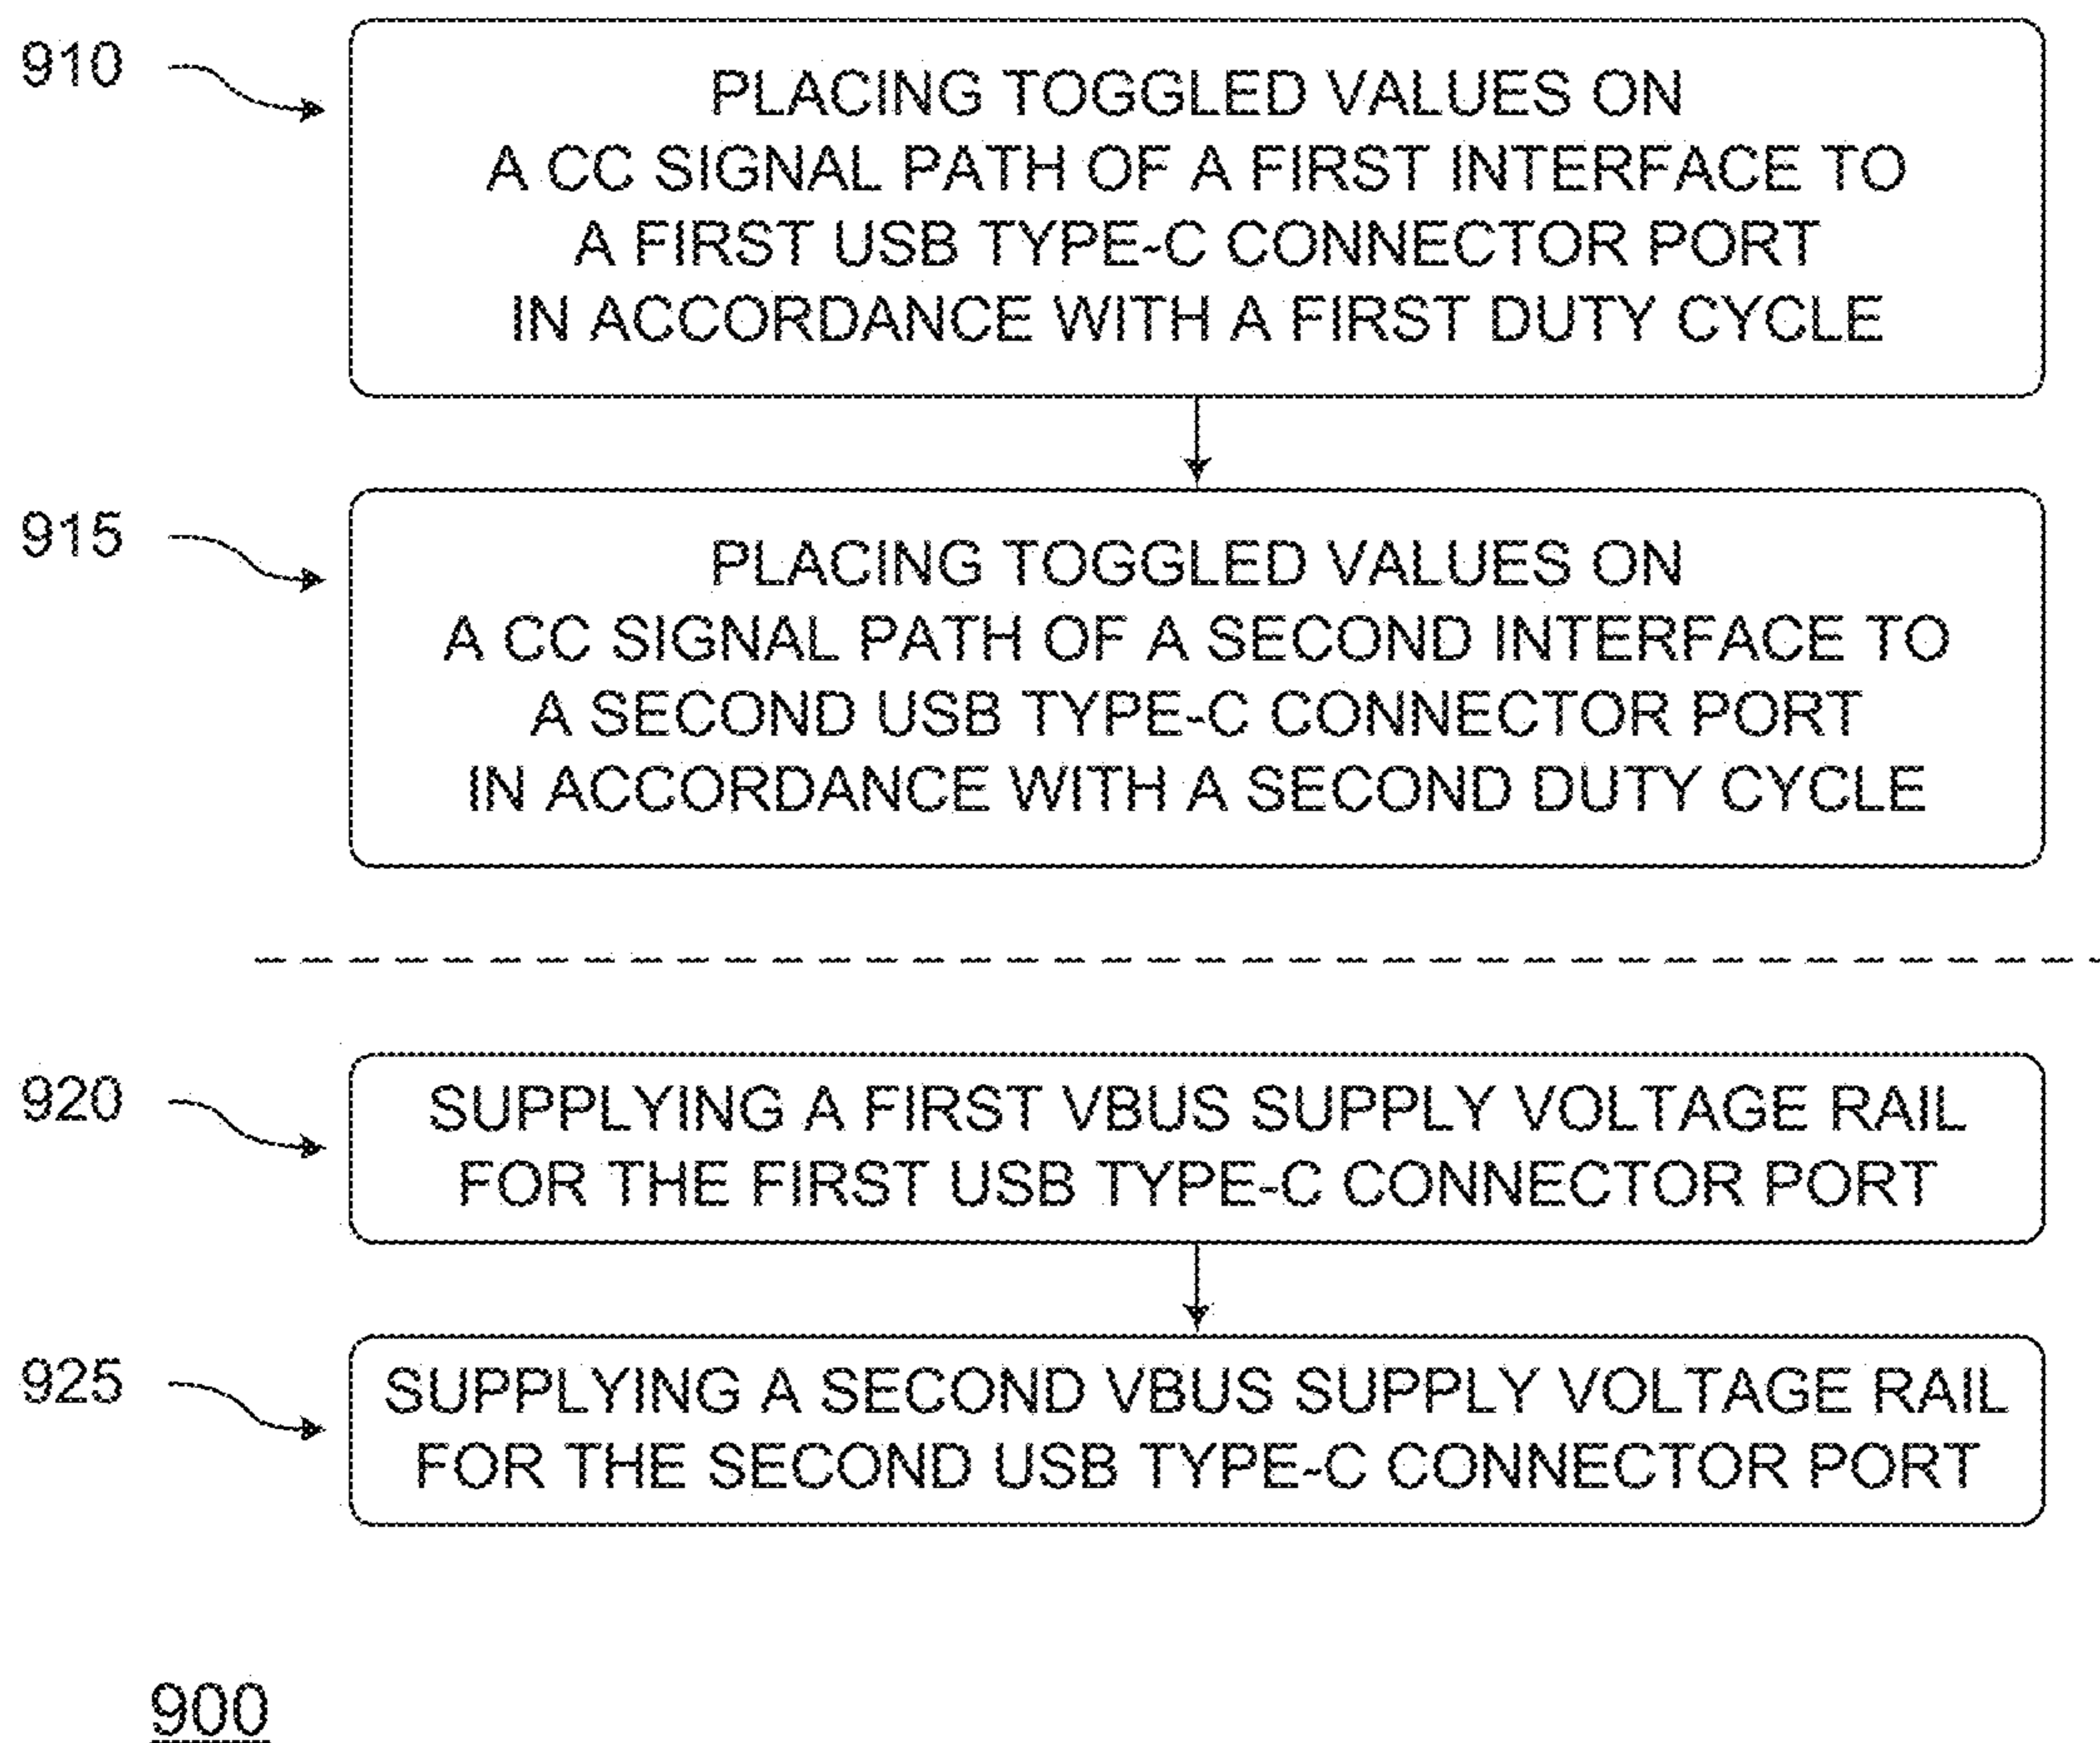 910
PLACING TOGGLED VALUES ON
A CC SIGNAL PATH OF A FIRST INTERFACE TO
A FIRST USB TYPE-C CONNECTOR PORT
IN ACCORDANCE WITH A FIRST DUTY CYCLE
915
PLACING TOGGLED VALUES ON
A CC SIGNAL PATH OF A SECOND INTERFACE TO
A SECOND USB TYPE-C CONNECTOR PORT
IN ACCORDANCE WITH A SECOND DUTY CYCLE
920
SUPPLYING A FIRST VBUS SUPPLY VOLTAGE RAIL
FOR THE FIRST USB TYPE-C CONNECTOR PORT
925
SUPPLYING A SECOND VBUS SUPPLY VOLTAGE RAIL
FOR THE SECOND USB TYPE-C CONNECTOR PORT
900